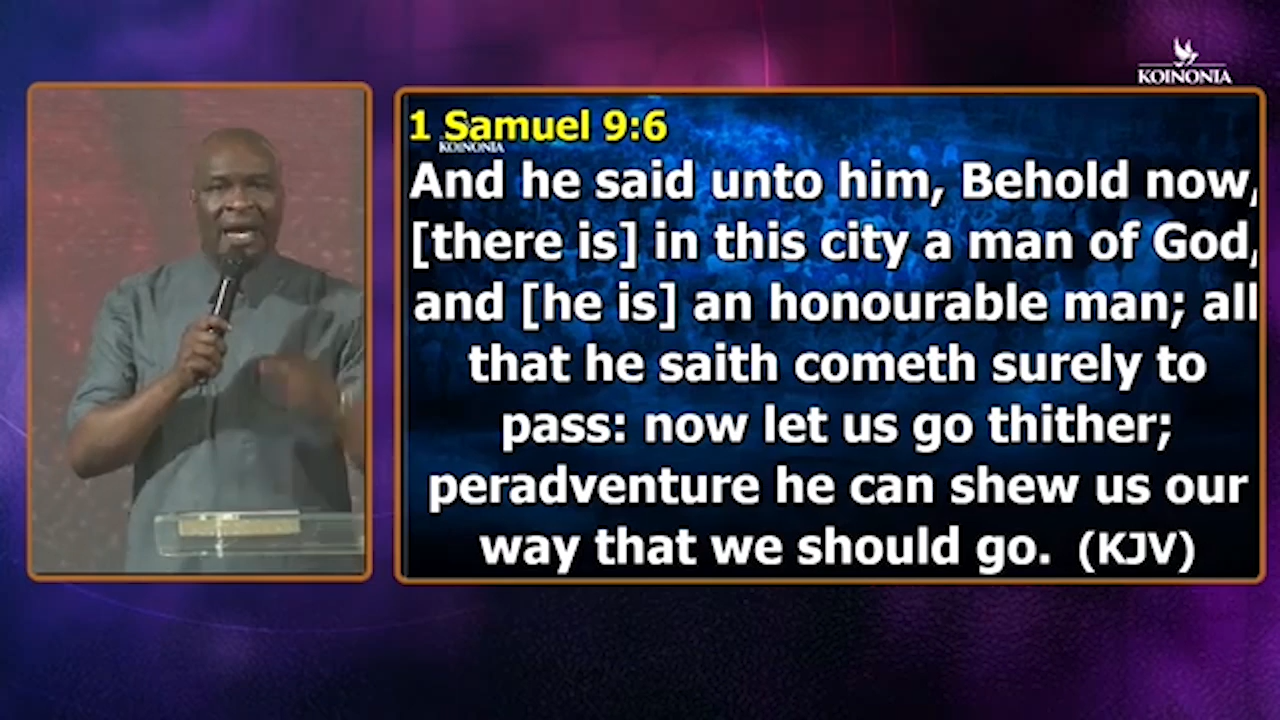 KOINONIA
1 Samuel 9:6
KOINONIA
And he said unto him, Behold now,
[there is] in this city a man of God,
and [he is] an honourable man; all
that he saith cometh surely to
pass: now let us go thither;
peradventure he can shew us our
way that we should go. (KJV)